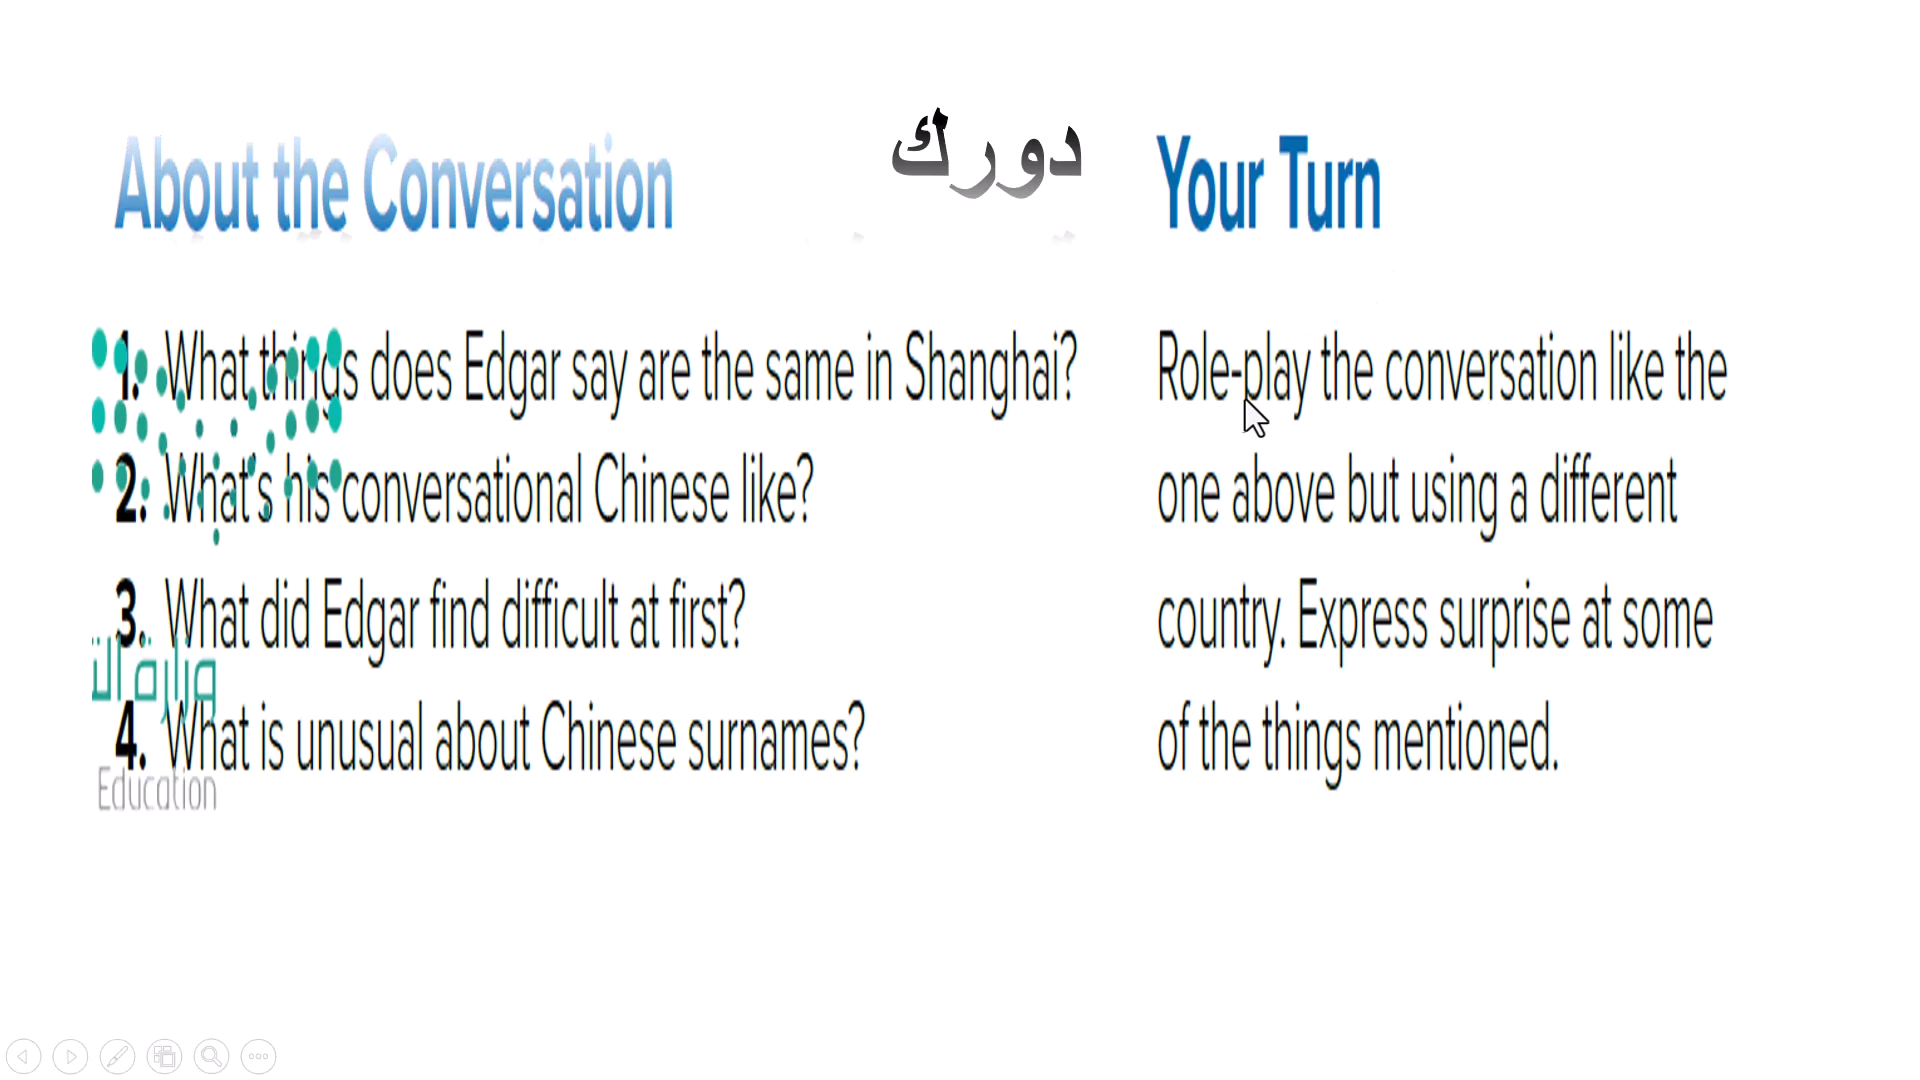 About the Conversation
دورك
Your Turn
1. What things does Edgar say are the same in Shanghai?
2. What's his conversational Chinese like?
3. What did Edgar find difficult at first?
4. What is unusual about Chinese surnames?
Role-play the conversation like the
one above but using a different
country. Express surprise at some
of the things mentioned.
وزارة الت
Education